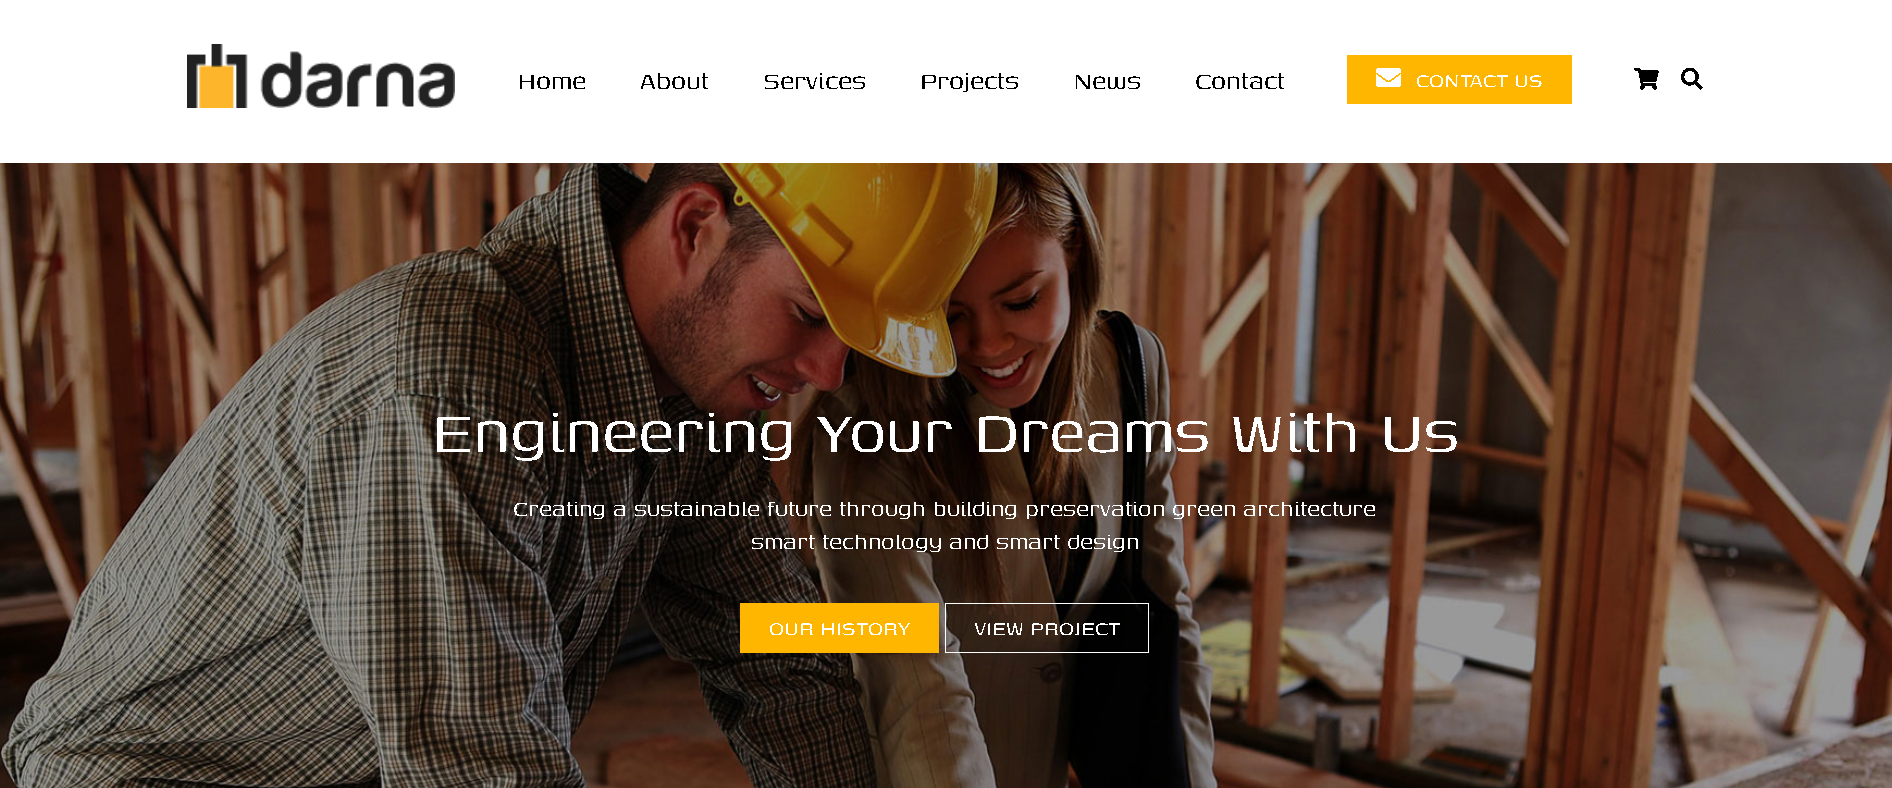 darna
Home About Services Projects News Contact CONTACT US
Engineering Your Dreams With Us
Creating a sustainable future through building preservation green architecture
smart technology and smart design
OUR HISTORY VIEW PROJECT